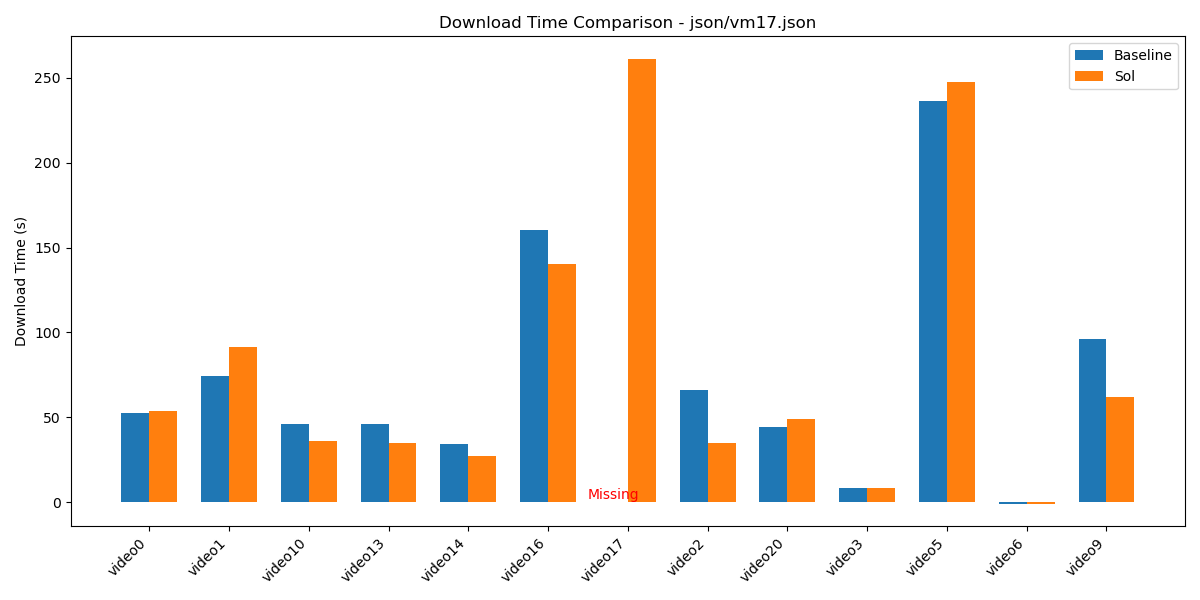 Download Time Comparison - json/vm17.json
Baseline
Sol
Download Time (s)
250
200
150
100
50
0
Missing
video0
video1
video10
video13
video14
video16
video17
video2
video20
video3
video5
video6
video9